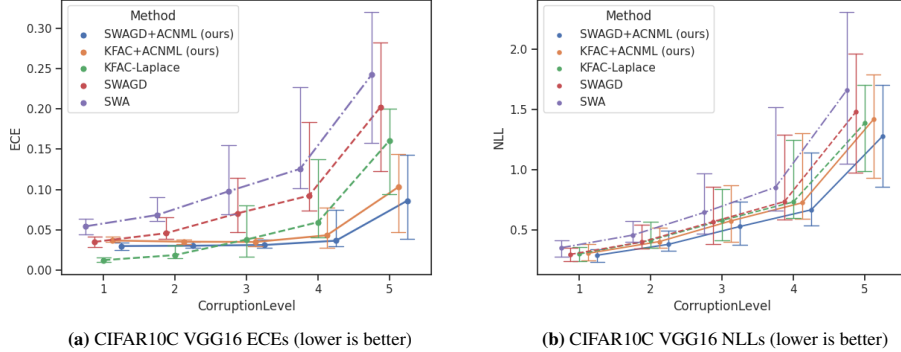 Method
SWAGD+ACNML (ours)
KFAC+ACNML (ours)
KFAC-Laplace
SWAGD
SWA
ECE
0.30
0.25
0.20
0.15
0.10
0.05
0.00
1 2 3 4 5
CorruptionLevel
(a) CIFAR10C VGG16 ECEs (lower is better)
Method
SWAGD+ACNML (ours)
KFAC+ACNML (ours)
KFAC-Laplace
SWAGD
SWA
NLL
2.0
1.5
1.0
0.5
1 2 3 4 5
CorruptionLevel
(b) CIFAR10C VGG16 NLLs (lower is better)